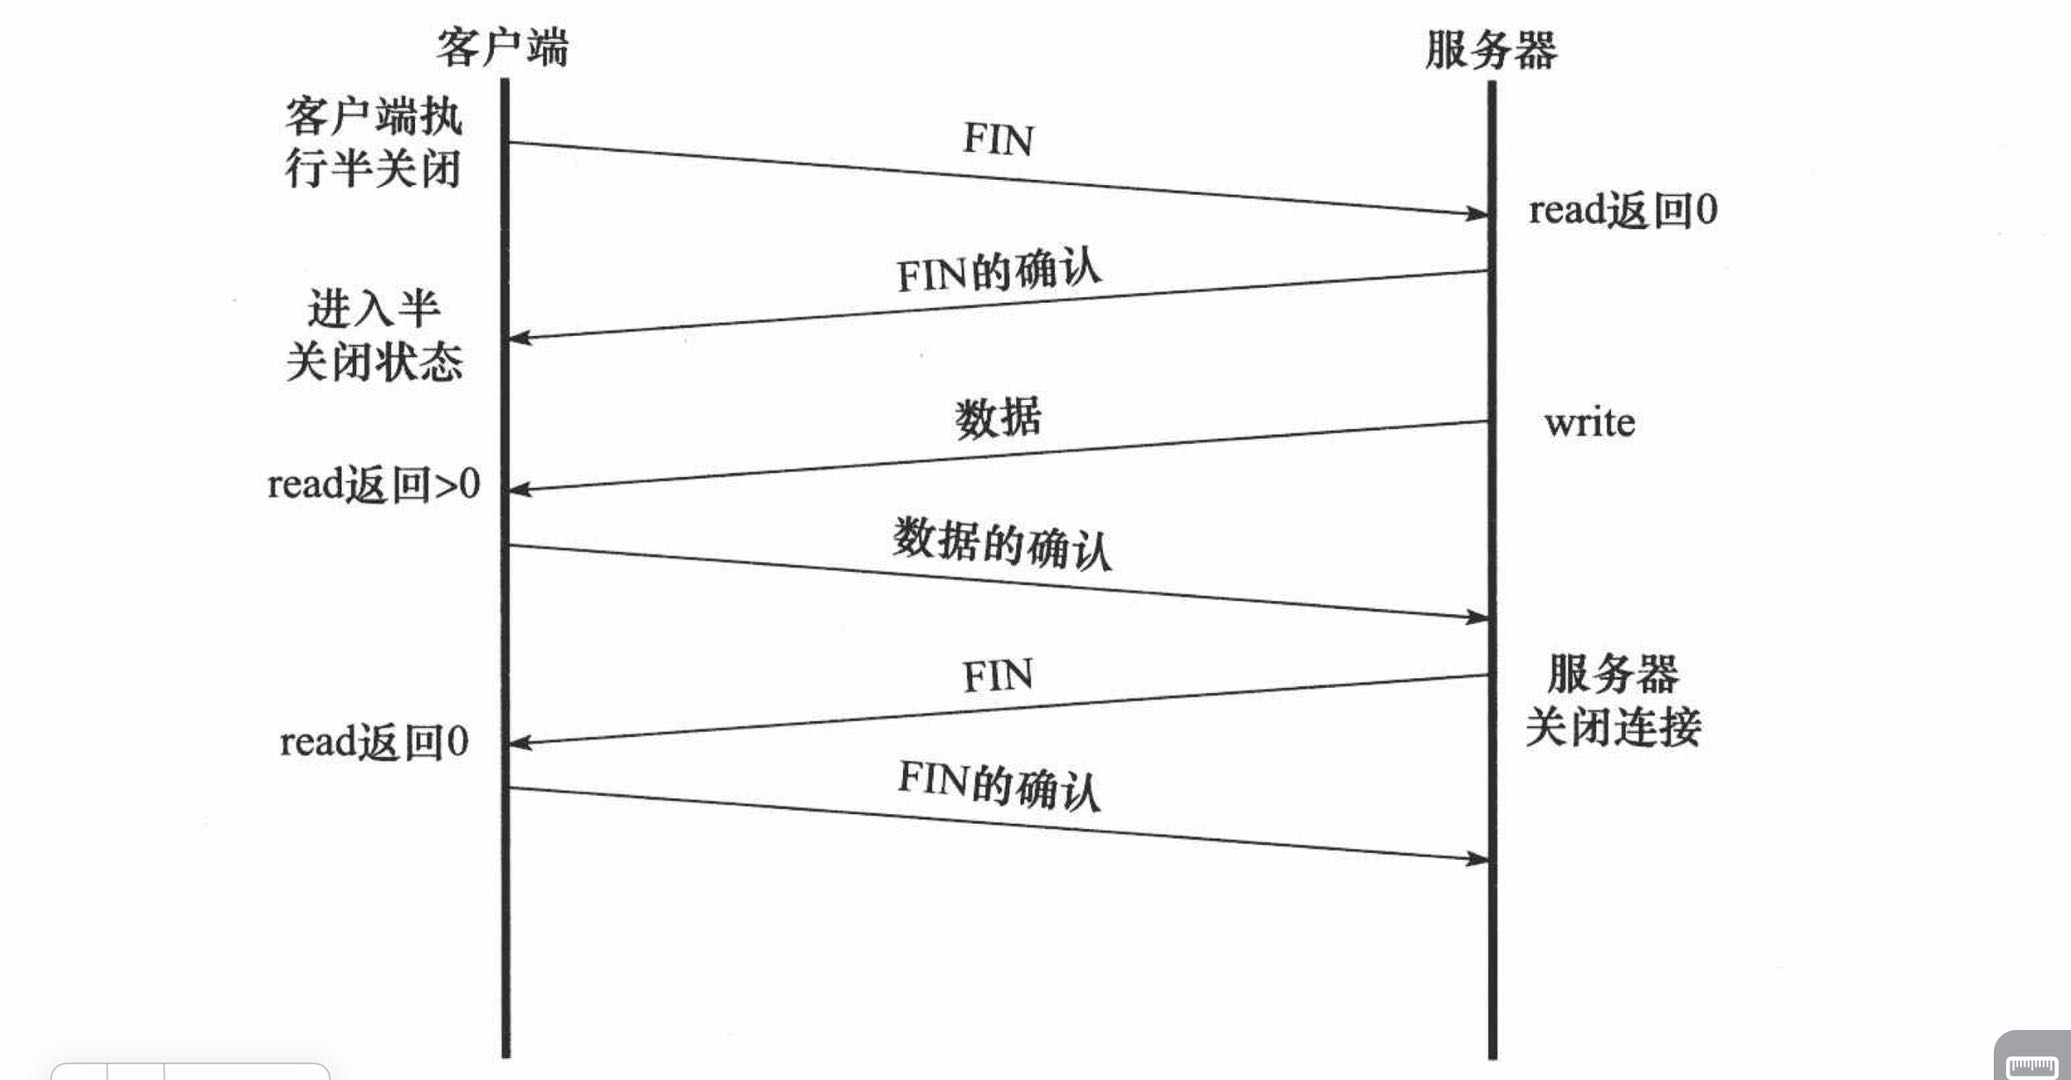 客户端
服务器
客户端执
行半关闭
FIN
read返回0
FIN的确认
进入半
关闭状态
数据
write
read返回>0
数据的确认
FIN
服务器
关闭连接
read返回0
FIN的确认